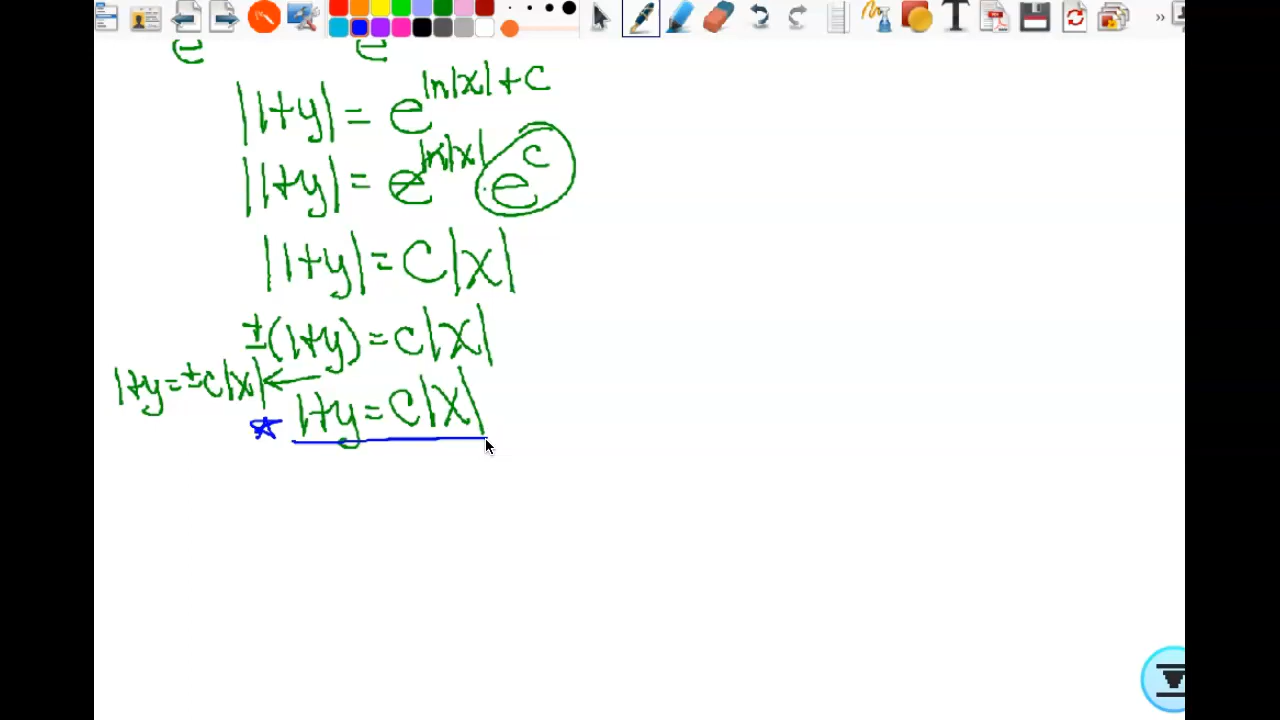 e e
|1+y| = e^{ln|x|+c}
|1+y| = e^{ln|x|} · e^{c}
|1+y| = C|x|
±(1+y) = c|x|
1+y=±c|x| ←
1+y = c|x|